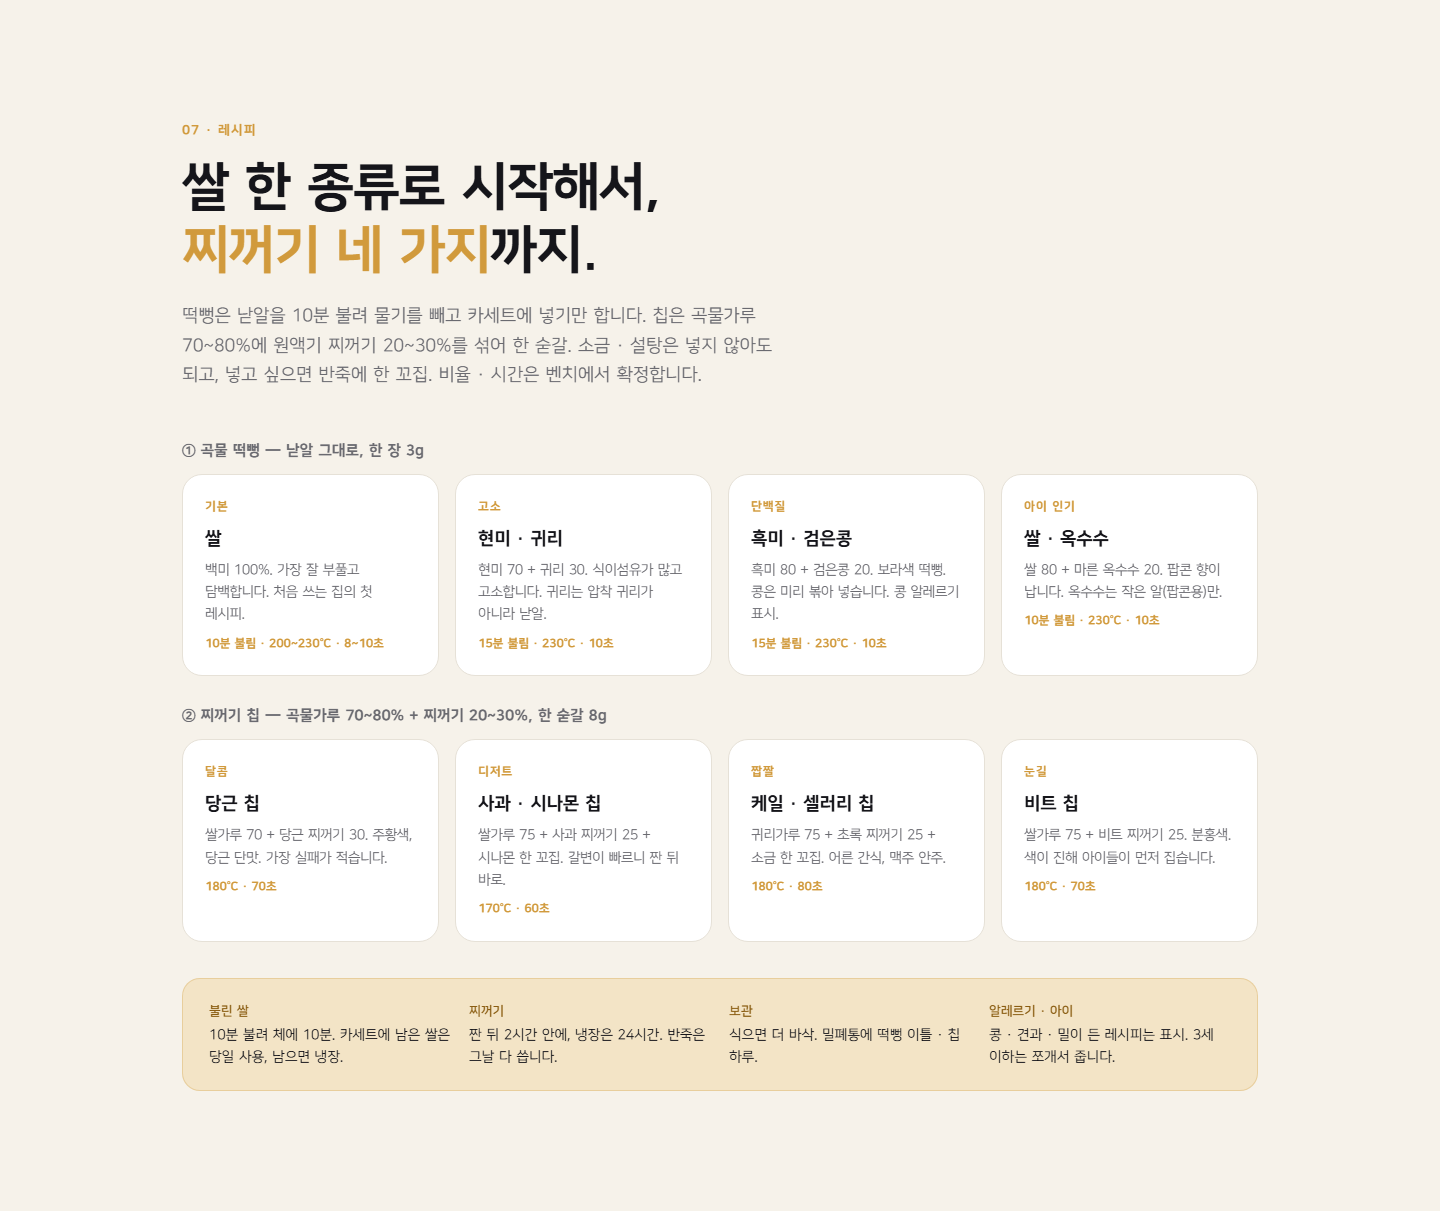 07 · 레시피
쌀 한 종류로 시작해서,
찌꺼기 네 가지까지.
떡뻥은 낟알을 10분 불려 물기를 빼고 카세트에 넣기만 합니다. 칩은 곡물가루
70~80%에 원액기 찌꺼기 20~30%를 섞어 한 숟갈. 소금 · 설탕은 넣지 않아도
되고, 넣고 싶으면 반죽에 한 꼬집. 비율 · 시간은 벤치에서 확정합니다.
① 곡물 떡뻥 — 낟알 그대로, 한 장 3g
기본
쌀
백미 100%. 가장 잘 부풀고
담백합니다. 처음 쓰는 집의 첫
레시피.
10분 불림 · 200~230℃ · 8~10초
고소
현미 · 귀리
현미 70 + 귀리 30. 식이섬유가 많고
고소합니다. 귀리는 압착 귀리가
아니라 낟알.
15분 불림 · 230℃ · 10초
단백질
흑미 · 검은콩
흑미 80 + 검은콩 20. 보라색 떡뻥.
콩은 미리 볶아 넣습니다. 콩 알레르기
표시.
15분 불림 · 230℃ · 10초
아이 인기
쌀 · 옥수수
쌀 80 + 마른 옥수수 20. 팝콘 향이
납니다. 옥수수는 작은 알(팝콘용)만.
10분 불림 · 230℃ · 10초
② 찌꺼기 칩 — 곡물가루 70~80% + 찌꺼기 20~30%, 한 숟갈 8g
달콤
당근 칩
쌀가루 70 + 당근 찌꺼기 30. 주황색,
당근 단맛. 가장 실패가 적습니다.
180℃ · 70초
디저트
사과 · 시나몬 칩
쌀가루 75 + 사과 찌꺼기 25 +
시나몬 한 꼬집. 갈변이 빠르니 짠 뒤
바로.
170℃ · 60초
짭짤
케일 · 셀러리 칩
귀리가루 75 + 초록 찌꺼기 25 +
소금 한 꼬집. 어른 간식, 맥주 안주.
180℃ · 80초
눈길
비트 칩
쌀가루 75 + 비트 찌꺼기 25. 분홍색.
색이 진해 아이들이 먼저 집습니다.
180℃ · 70초
불린 쌀
10분 불려 체에 10분. 카세트에 남은 쌀은
당일 사용, 남으면 냉장.
찌꺼기
짠 뒤 2시간 안에, 냉장은 24시간. 반죽은
그날 다 씁니다.
보관
식으면 더 바삭. 밀폐통에 떡뻥 이틀 · 칩
하루.
알레르기 · 아이
콩 · 견과 · 밀이 든 레시피는 표시. 3세
이하는 쪼개서 줍니다.